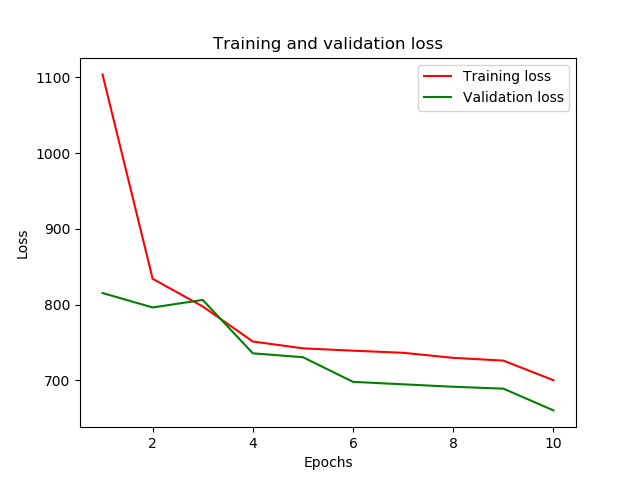 Training and validation loss
Training loss
Validation loss
1100
1000
900
800
700
Loss
2 4 6 8 10
Epochs